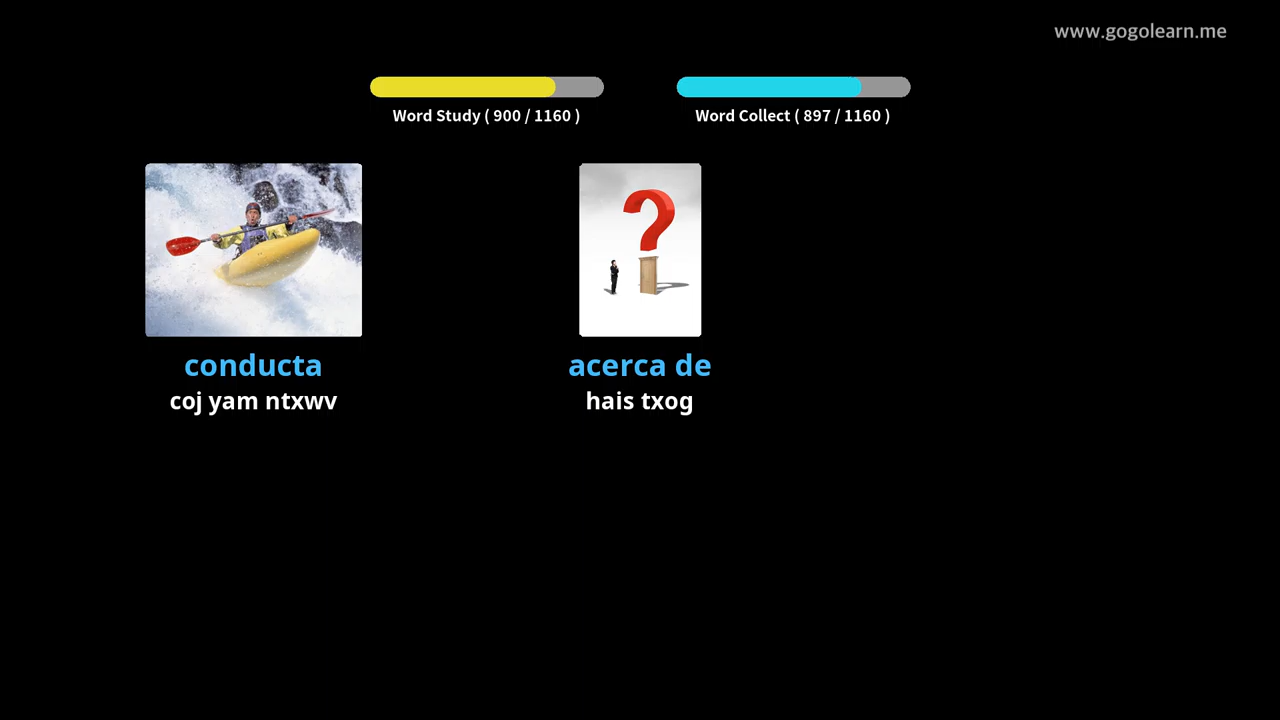 www.gogolearn.me
Word Study ( 900 / 1160 )
Word Collect ( 897 / 1160 )
conducta
coj yam ntxwv
acerca de
hais txog